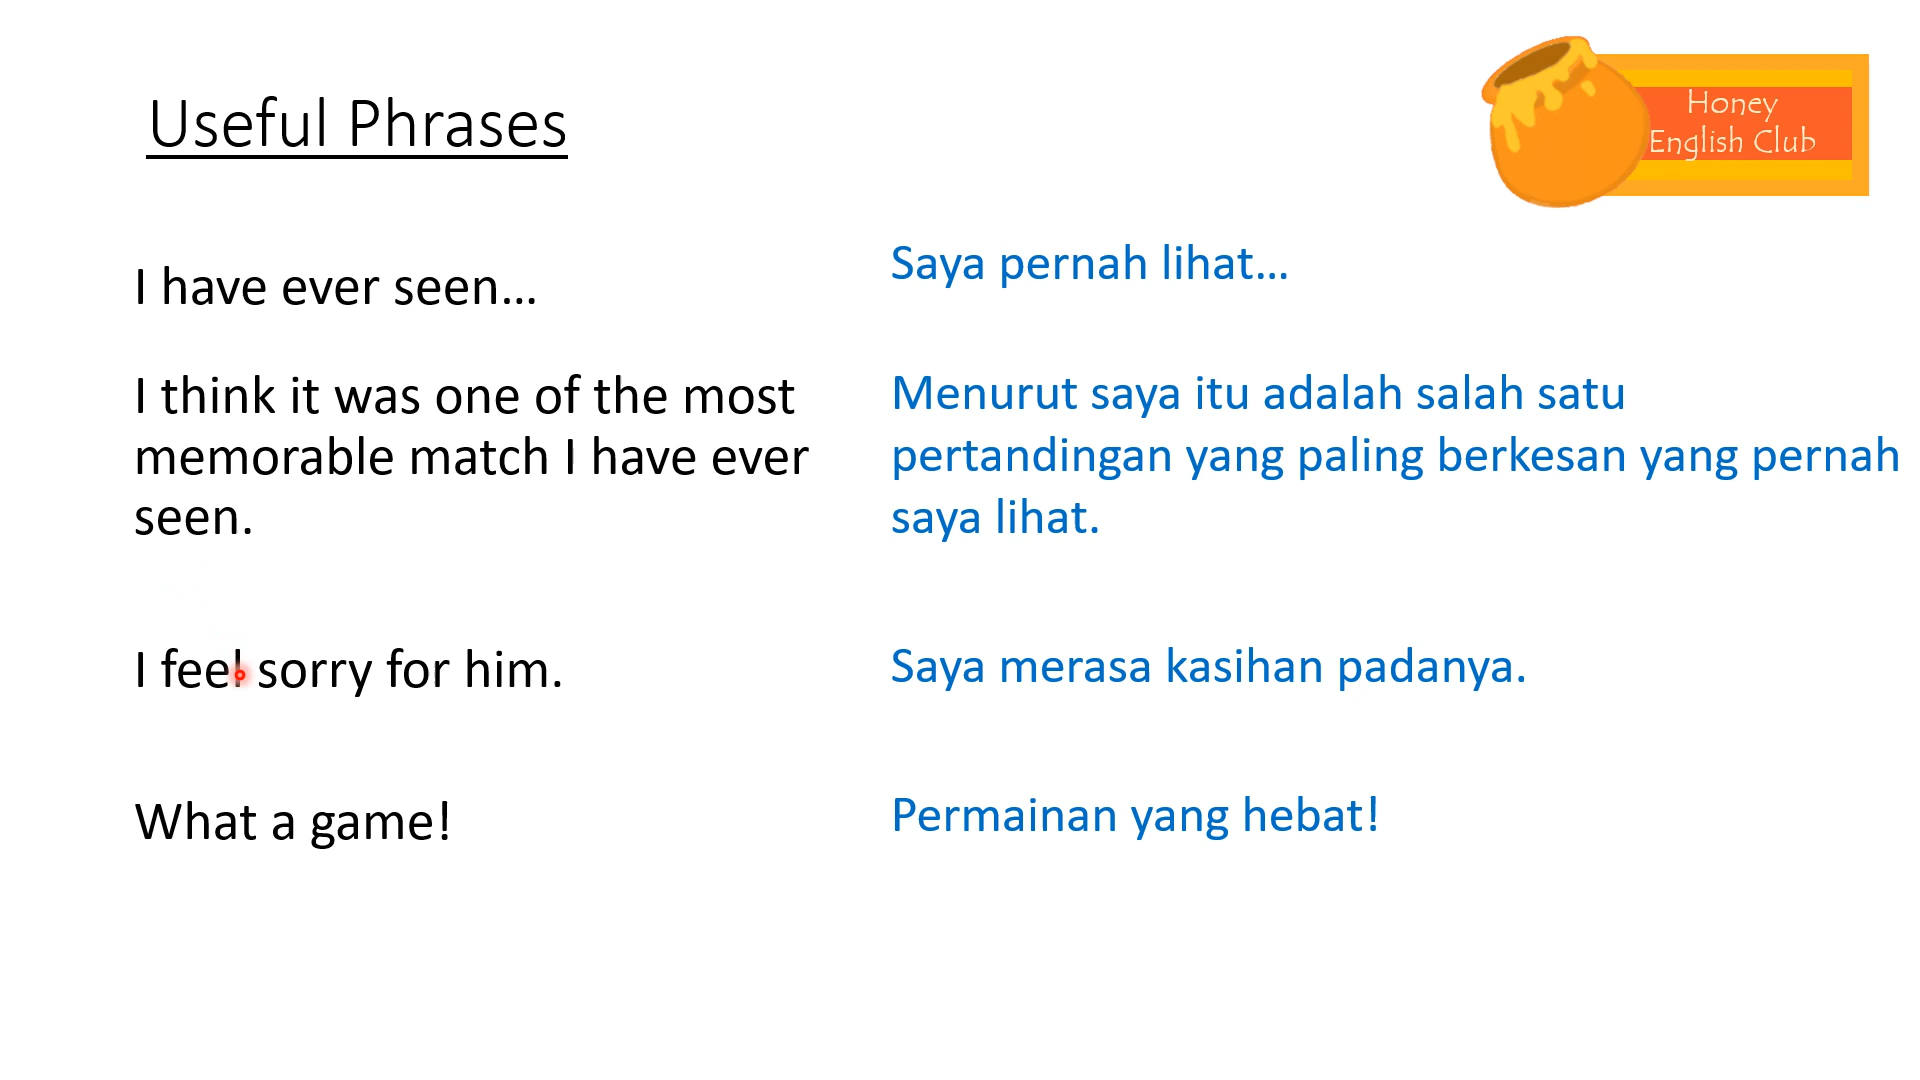 Useful Phrases
Honey
English Club
I have ever seen...
Saya pernah lihat...
I think it was one of the most
memorable match I have ever
seen.
Menurut saya itu adalah salah satu
pertandingan yang paling berkesan yang pernah
saya lihat.
I feel sorry for him.
Saya merasa kasihan padanya.
What a game!
Permainan yang hebat!